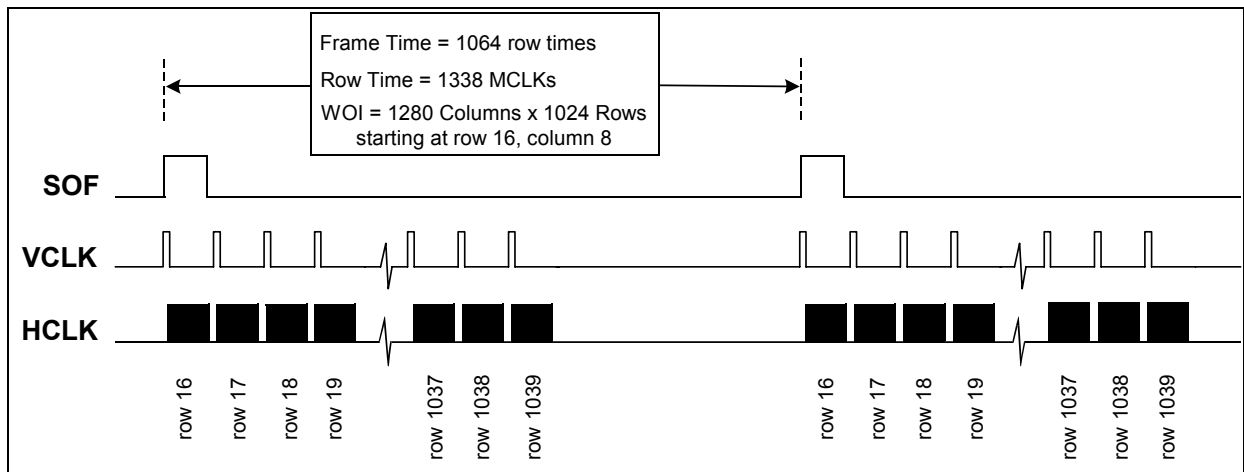 Frame Time = 1064 row times
Row Time = 1338 MCLKs
WOI = 1280 Columns x 1024 Rows
starting at row 16, column 8
SOF
VCLK
HCLK
row 16
row 17
row 18
row 19
row 1037
row 1038
row 1039
row 16
row 17
row 18
row 19
row 1037
row 1038
row 1039